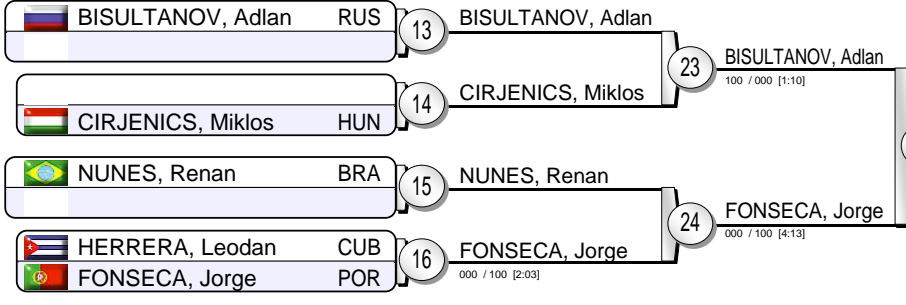 BISULTANOV, Adlan RUS
13
BISULTANOV, Adlan
23
BISULTANOV, Adlan
100 / 000 [1:10]
14
CIRJENICS, Miklos
CIRJENICS, Miklos HUN
NUNES, Renan BRA
15
NUNES, Renan
24
FONSECA, Jorge
000 / 100 [4:13]
HERRERA, Leodan CUB
16
FONSECA, Jorge
000 / 100 [2:03]
FONSECA, Jorge POR